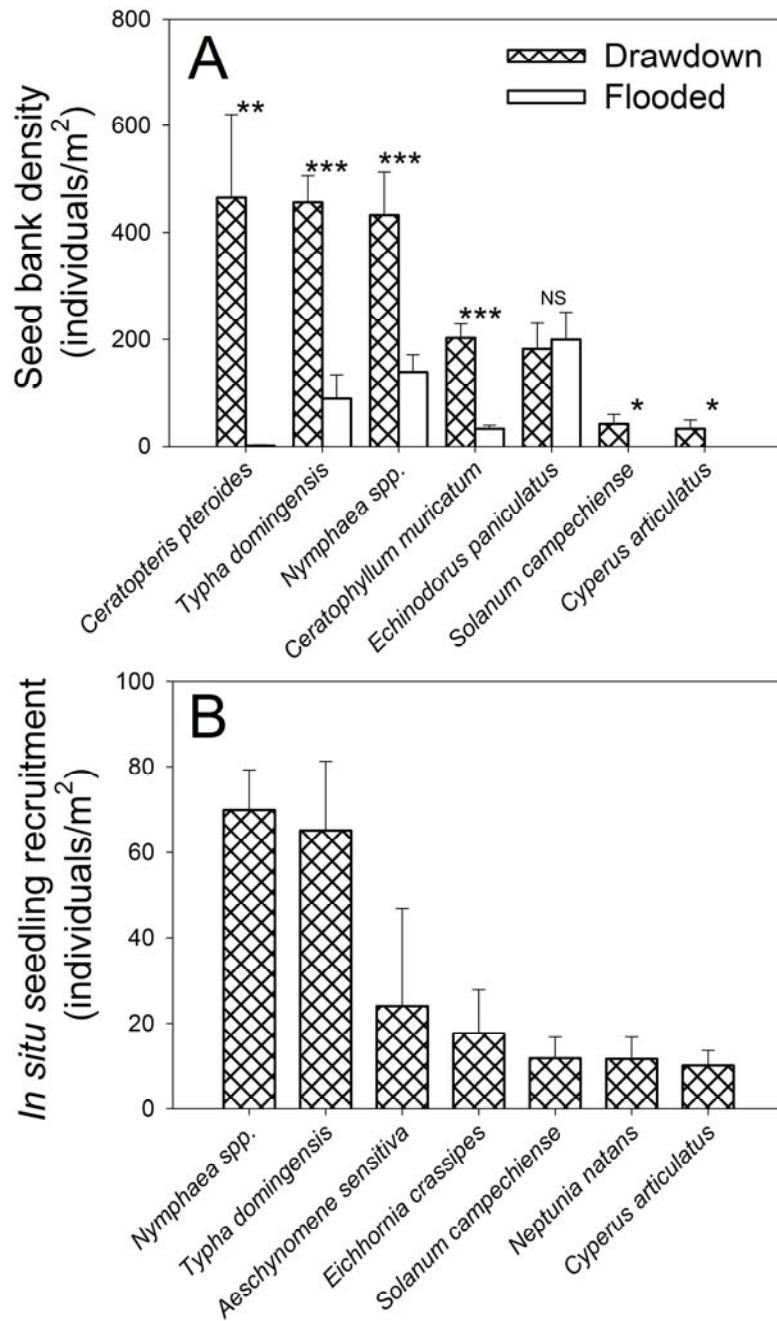 A
Drawdown
Flooded
Seed bank density
(individuals/m²)
800
600
400
200
0
**
***
***
***
NS
*
*
Ceratopteris pteroides
Typha domingensis
Nymphaea spp.
Ceratophyllum muricatum
Echinodorus paniculatus
Solanum campechiense
Cyperus articulatus
B
In situ seedling recruitment
(individuals/m²)
100
80
60
40
20
0
Nymphaea spp.
Typha domingensis
Aeschynomene sensitiva
Eichhornia crassipes
Solanum campechiense
Neptunia natans
Cyperus articulatus